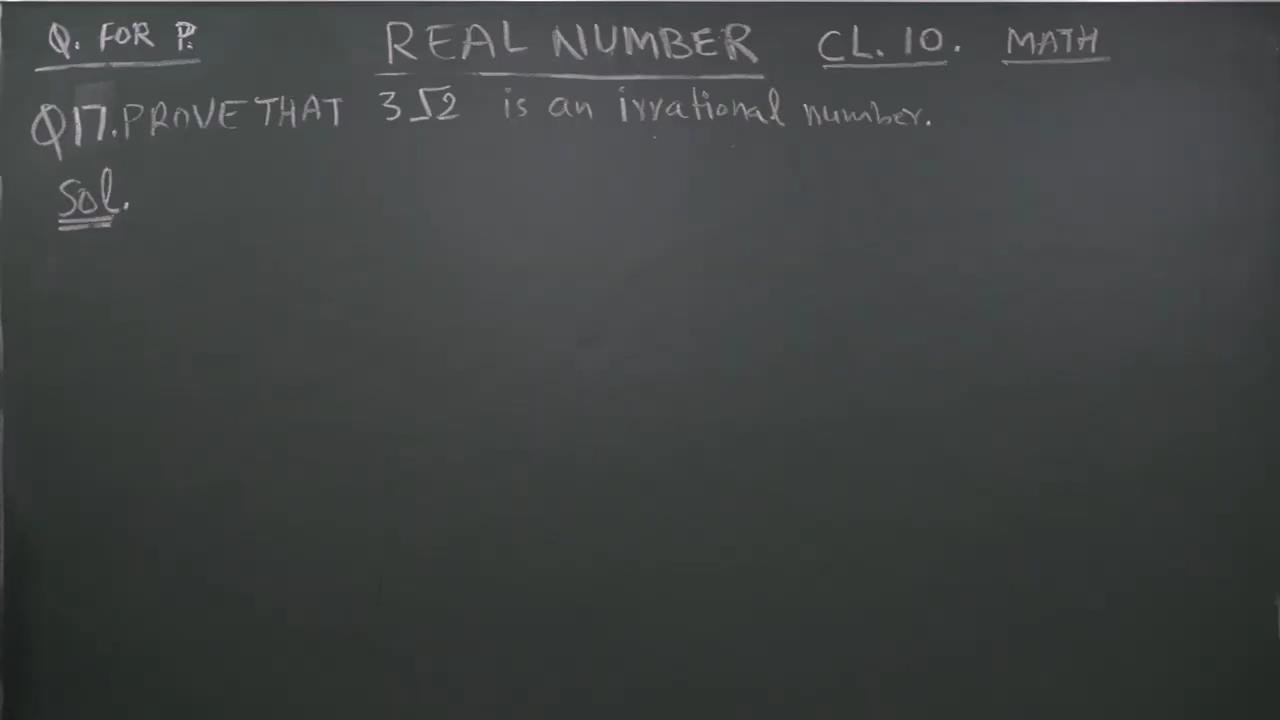 Q. FOR P. REAL NUMBER CL. 10. MATH
Q17. PROVE THAT 3√2 is an irrational number.
Sol.